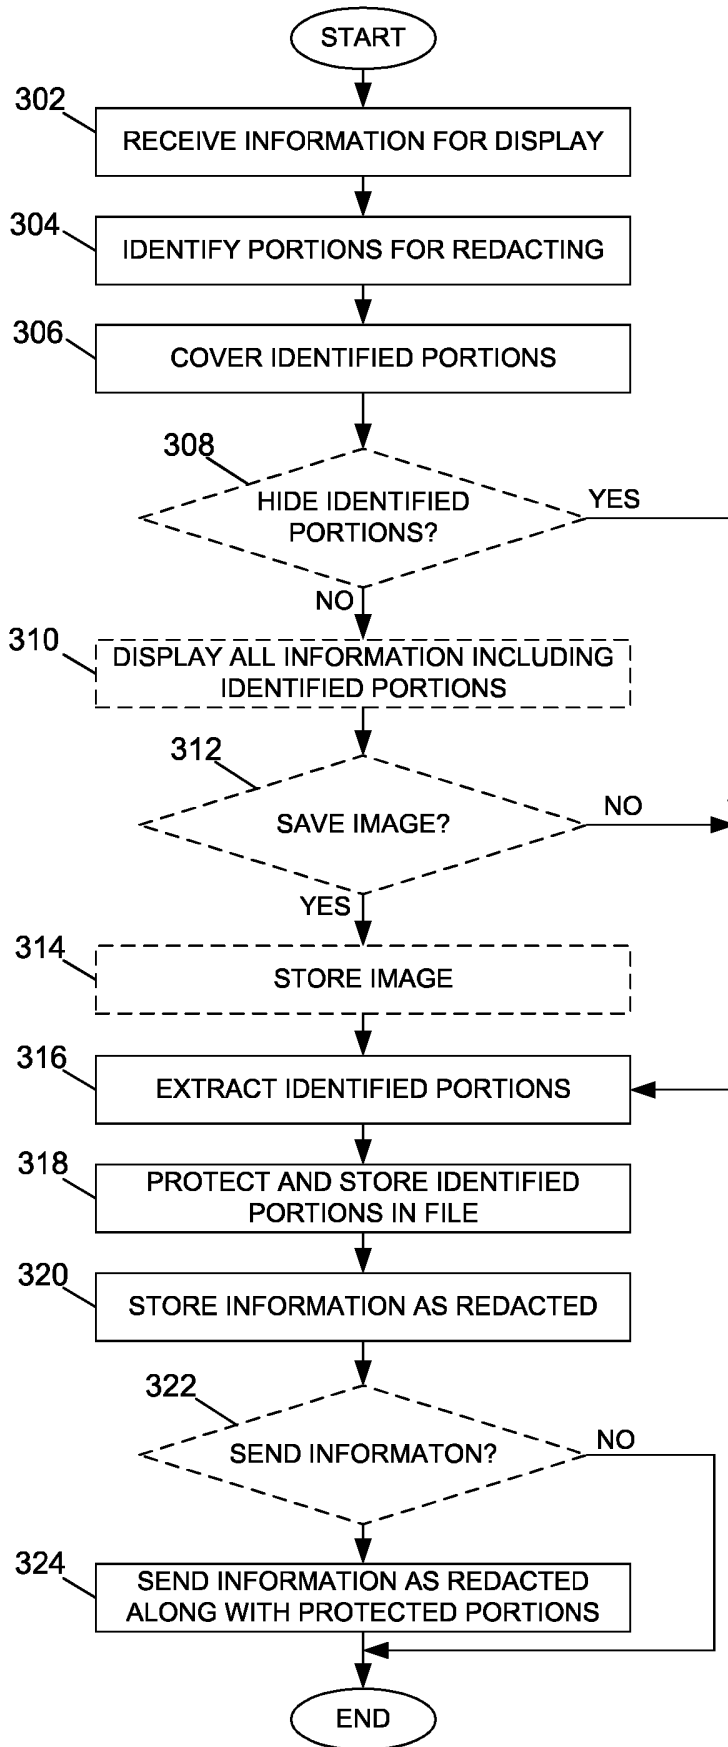 START
302
RECEIVE INFORMATION FOR DISPLAY
304
IDENTIFY PORTIONS FOR REDACTING
306
COVER IDENTIFIED PORTIONS
308
HIDE IDENTIFIED
PORTIONS?
YES
NO
310
DISPLAY ALL INFORMATION INCLUDING
IDENTIFIED PORTIONS
312
SAVE IMAGE?
NO
YES
314
STORE IMAGE
316
EXTRACT IDENTIFIED PORTIONS
318
PROTECT AND STORE IDENTIFIED
PORTIONS IN FILE
320
STORE INFORMATION AS REDACTED
322
SEND INFORMATON?
NO
324
SEND INFORMATION AS REDACTED
ALONG WITH PROTECTED PORTIONS
END